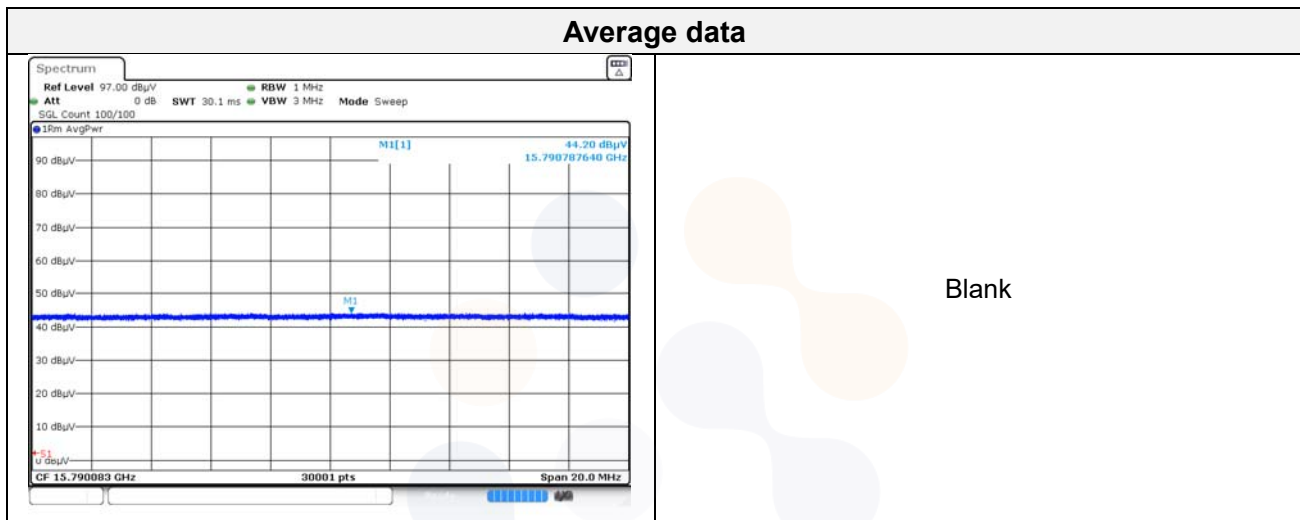 Average data
Spectrum
Ref Level 97.00 dBµV RBW 1 MHz
Att 0 dB SWT 30.1 ms VBW 3 MHz Mode Sweep
SGL Count 100/100
1Rm AvgPwr
M1[1] 44.20 dBµV
15.790787640 GHz
90 dBµV
80 dBµV
70 dBµV
60 dBµV
50 dBµV
M1
40 dBµV
30 dBµV
20 dBµV
10 dBµV
S1
0 dBµV
CF 15.790083 GHz 30001 pts Span 20.0 MHz
Blank